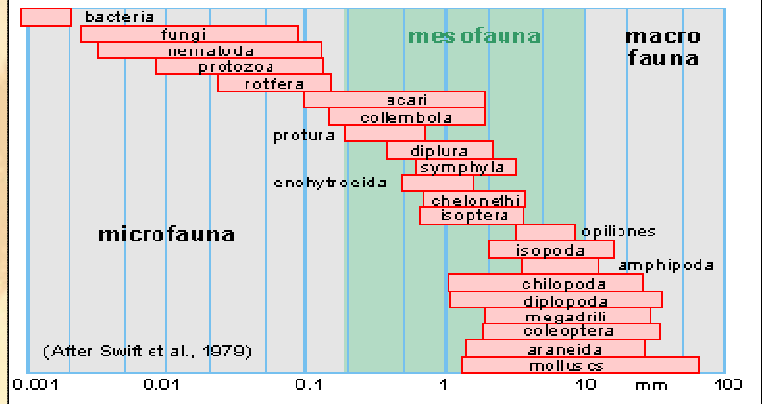 bacteria
fungi
mesofauna
macro
fauna
nematoda
protozoa
rotfera
acari
collembola
protura
diplura
symphyla
enchytraeida
chelonethi
isoptera
microfauna
opiliones
isopoda
amphipoda
chilopoda
diplopoda
megadrili
coleoptera
(After Swift et al., 1979)
araneida
molluscs
0.001 0.01 0.1 1 10 mm 100